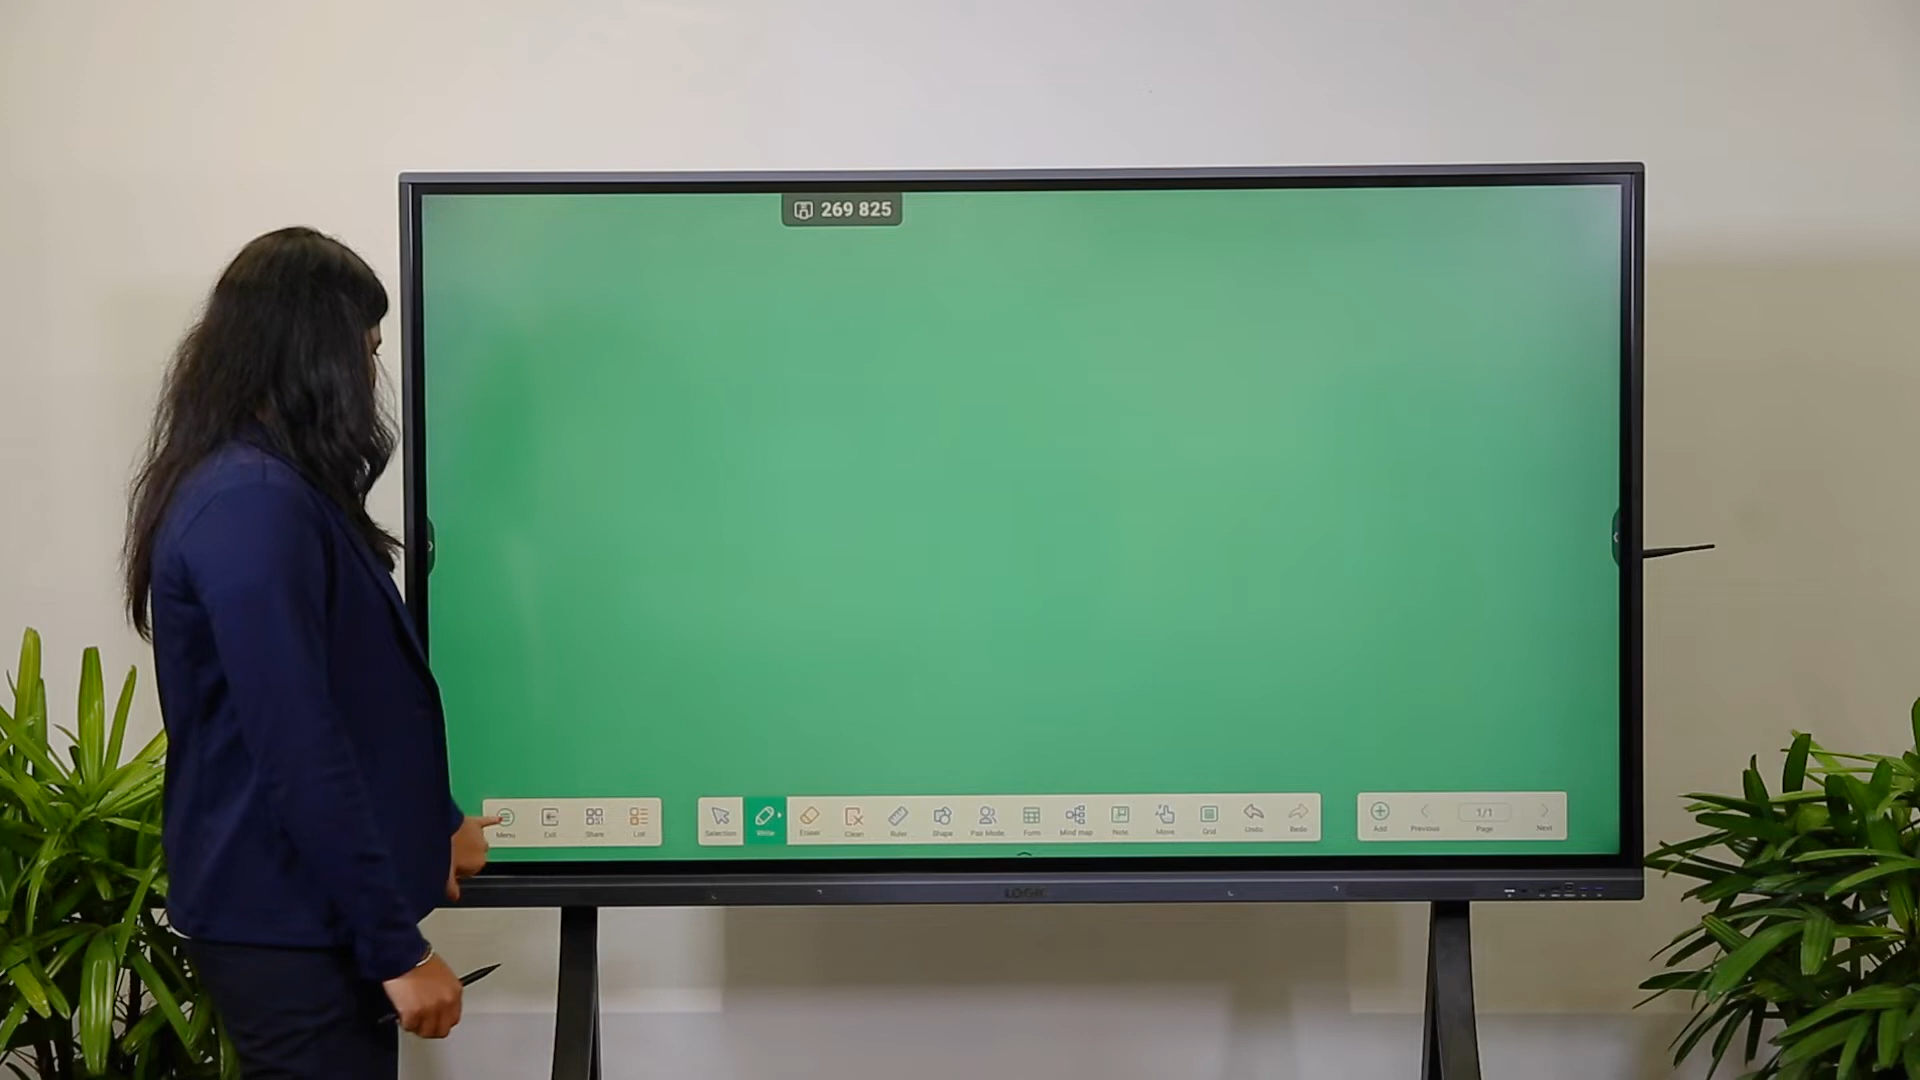 269 825
Menu Exit Share List
Selection Write Eraser Clean Ruler Shape Pair Mode Form Mind map Note Move Grid Undo Redo
Add Previous 1/1 Page Next
LOGIC